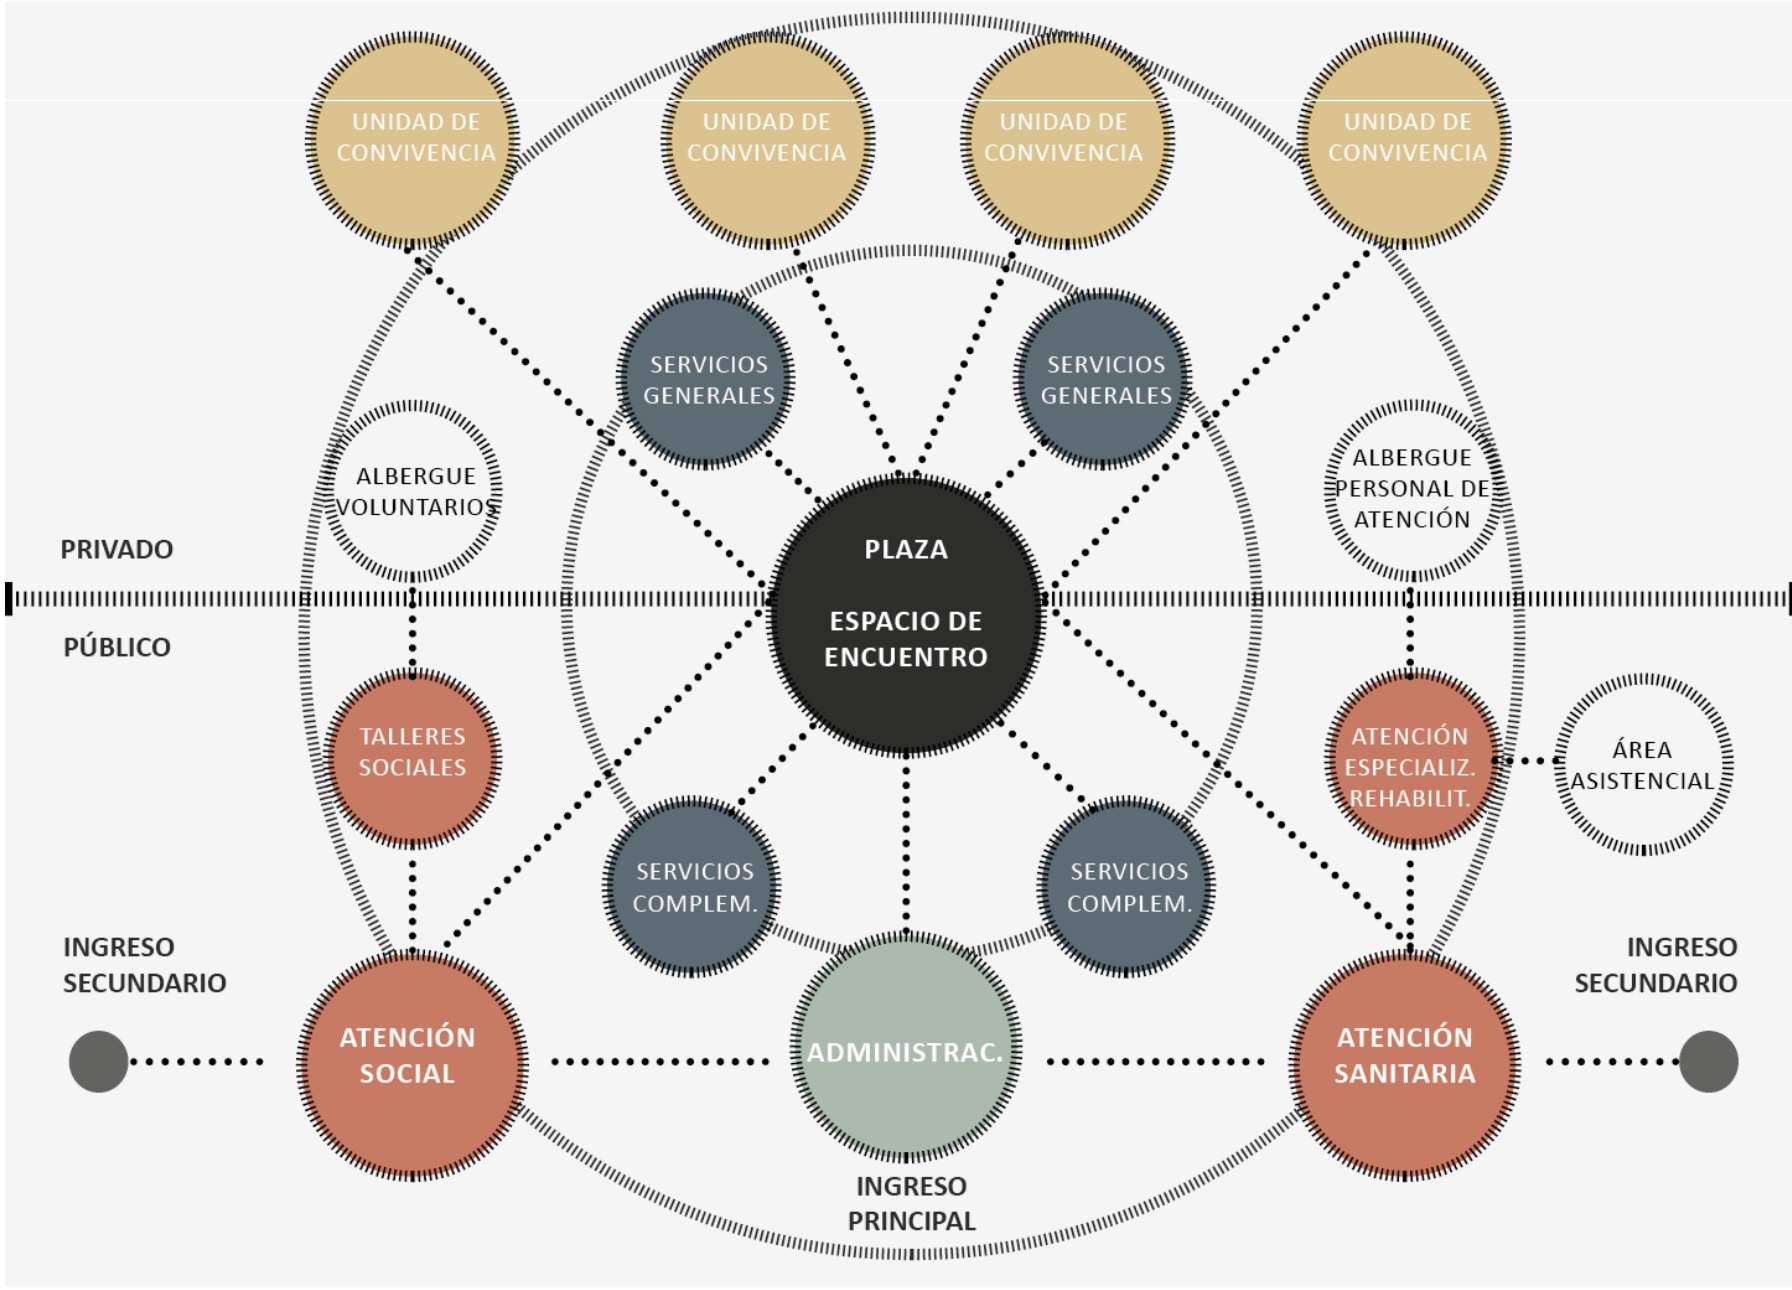 UNIDAD DE
CONVIVENCIA
UNIDAD DE
CONVIVENCIA
UNIDAD DE
CONVIVENCIA
UNIDAD DE
CONVIVENCIA
SERVICIOS
GENERALES
SERVICIOS
GENERALES
ALBERGUE
VOLUNTARIOS
ALBERGUE
PERSONAL DE
ATENCIÓN
PRIVADO
PÚBLICO
PLAZA
ESPACIO DE
ENCUENTRO
TALLERES
SOCIALES
ATENCIÓN
ESPECIALIZ.
REHABILIT.
ÁREA
ASISTENCIAL
SERVICIOS
COMPLEM.
SERVICIOS
COMPLEM.
INGRESO
SECUNDARIO
INGRESO
SECUNDARIO
ATENCIÓN
SOCIAL
ADMINISTRAC.
ATENCIÓN
SANITARIA
INGRESO
PRINCIPAL